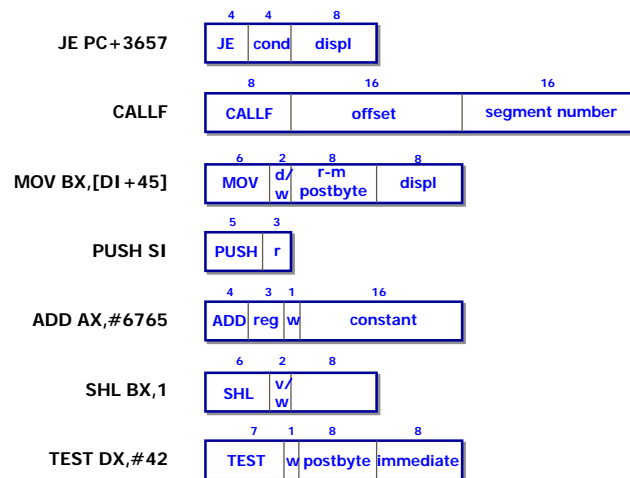 4 4 8
JE PC+3657 JE cond displ
8 16 16
CALLF CALLF offset segment number
6 2 8 8
MOV BX,[DI+45] MOV d/w r-m postbyte displ
5 3
PUSH SI PUSH r
4 3 1 16
ADD AX,#6765 ADD reg w constant
6 2 8
SHL BX,1 SHL v/w
7 1 8 8
TEST DX,#42 TEST w postbyte immediate